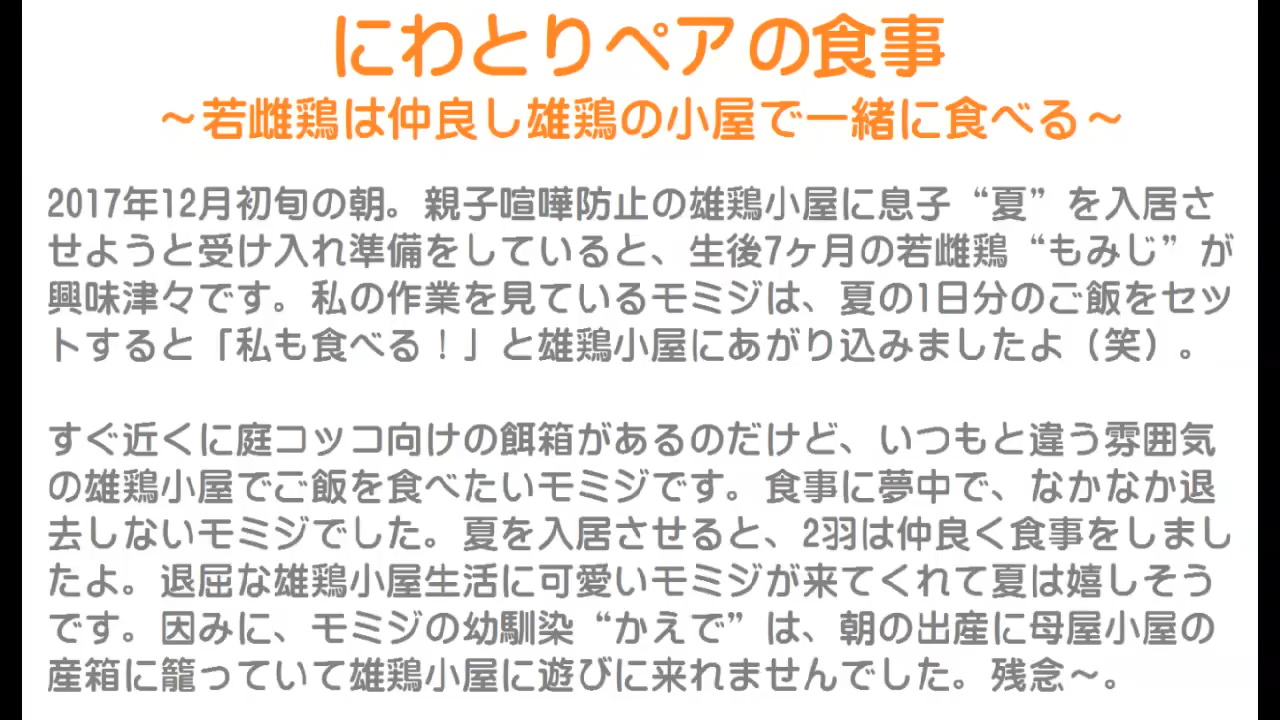 にわとりペアの食事
～若雌鶏は仲良し雄鶏の小屋で一緒に食べる～
2017年12月初旬の朝。親子喧嘩防止の雄鶏小屋に息子“夏”を入居さ
せようと受け入れ準備をしていると、生後7ヶ月の若雌鶏“もみじ”が
興味津々です。私の作業を見ているモミジは、夏の1日分のご飯をセッ
トすると「私も食べる！」と雄鶏小屋にあがり込みましたよ（笑）。
すぐ近くに庭コッコ向けの餌箱があるのだけど、いつもと違う雰囲気
の雄鶏小屋でご飯を食べたいモミジです。食事に夢中で、なかなか退
去しないモミジでした。夏を入居させると、2羽は仲良く食事をしまし
たよ。退屈な雄鶏小屋生活に可愛いモミジが来てくれて夏は嬉しそう
です。因みに、モミジの幼馴染“かえで”は、朝の出産に母屋小屋の
産箱に籠っていて雄鶏小屋に遊びに来れませんでした。残念～。